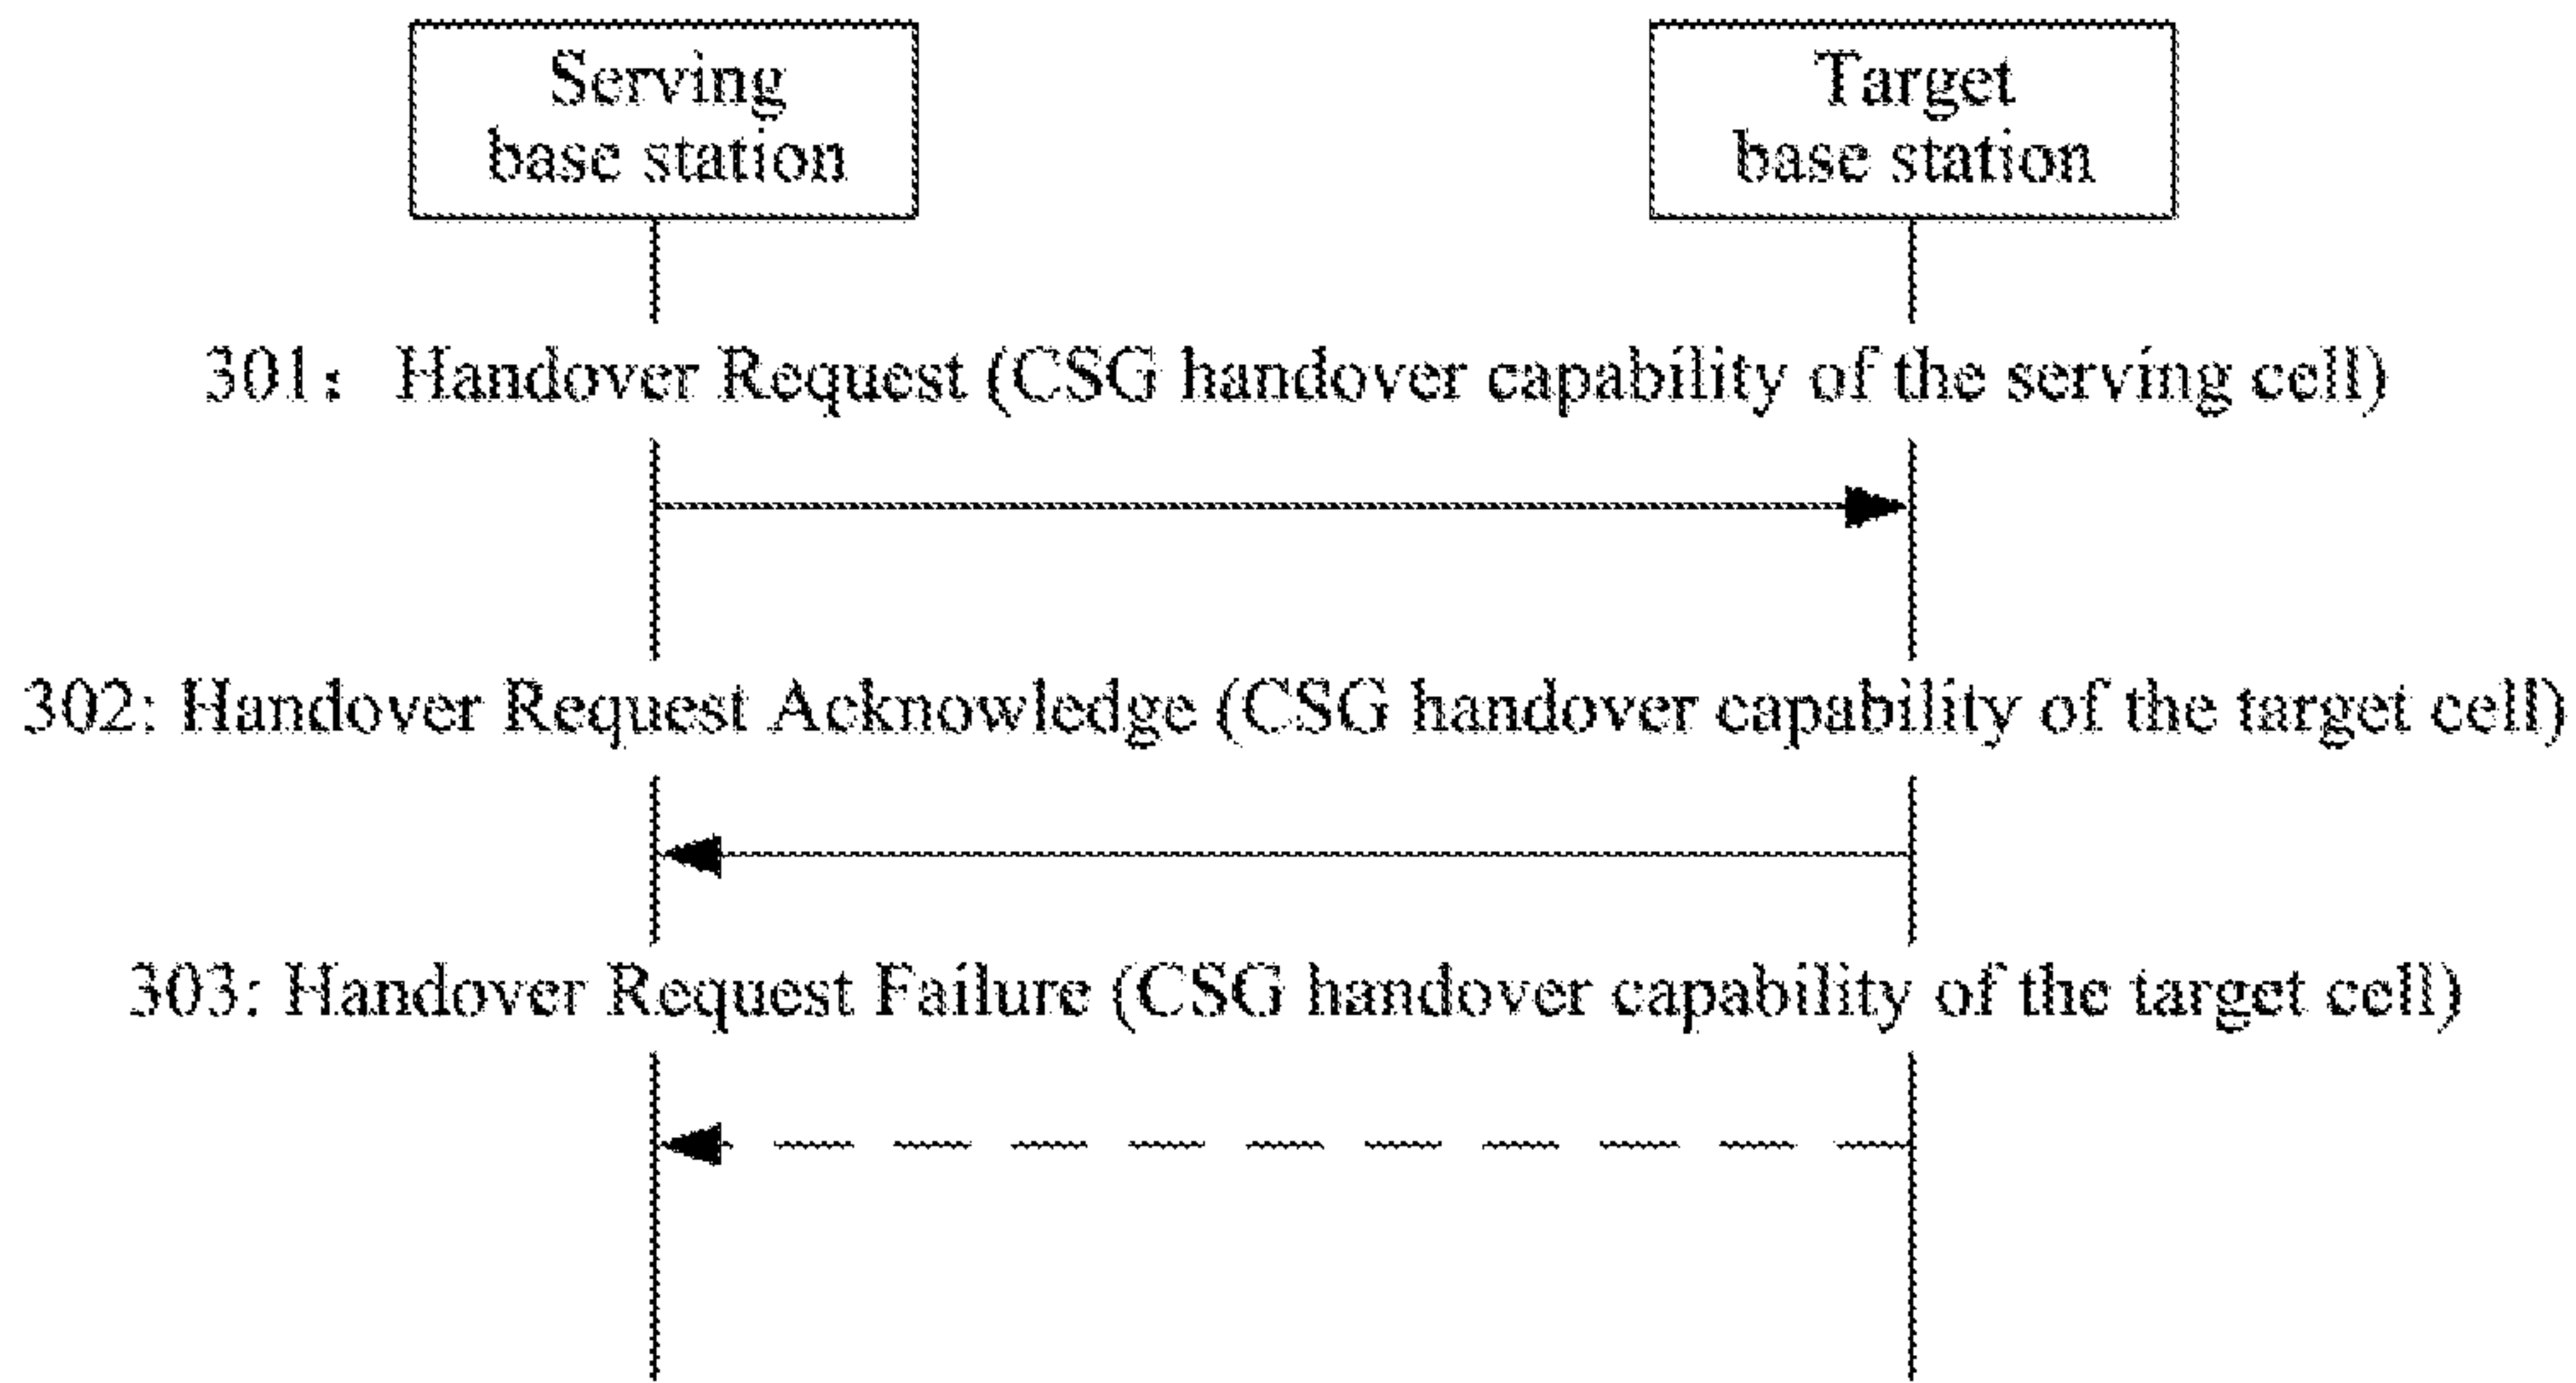 Serving
base station
Target
base station
301: Handover Request (CSG handover capability of the serving cell)
302: Handover Request Acknowledge (CSG handover capability of the target cell)
303: Handover Request Failure (CSG handover capability of the target cell)